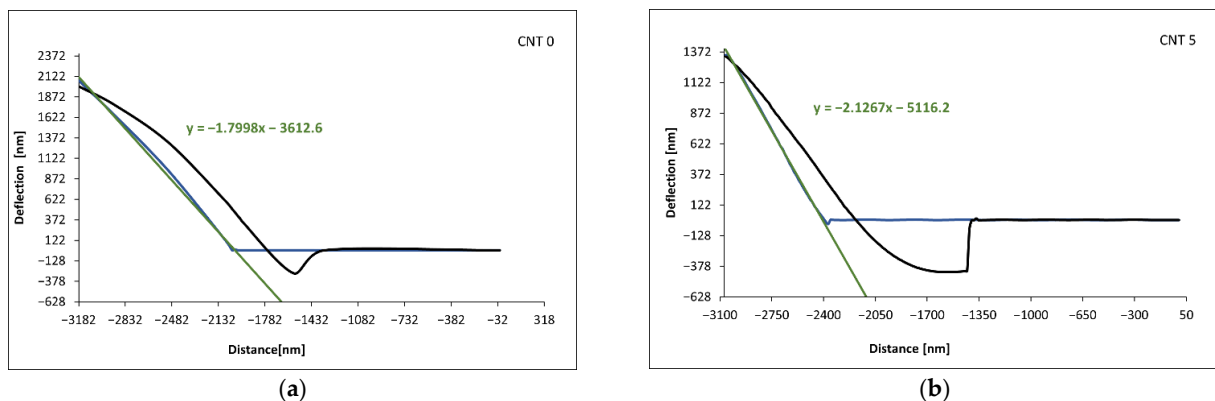 CNT 0
2372
2122
1872
1622
1372
1122
872
622
372
122
−128
−378
−628
Deflection [nm]
y = −1.7998x − 3612.6
−3182 −2832 −2482 −2132 −1782 −1432 −1082 −732 −382 −32 318
Distance[nm]
(a)
CNT 5
1372
1122
872
622
372
122
−128
−378
−628
Deflection [nm]
y = −2.1267x − 5116.2
−3100 −2750 −2400 −2050 −1700 −1350 −1000 −650 −300 50
Distance [nm]
(b)